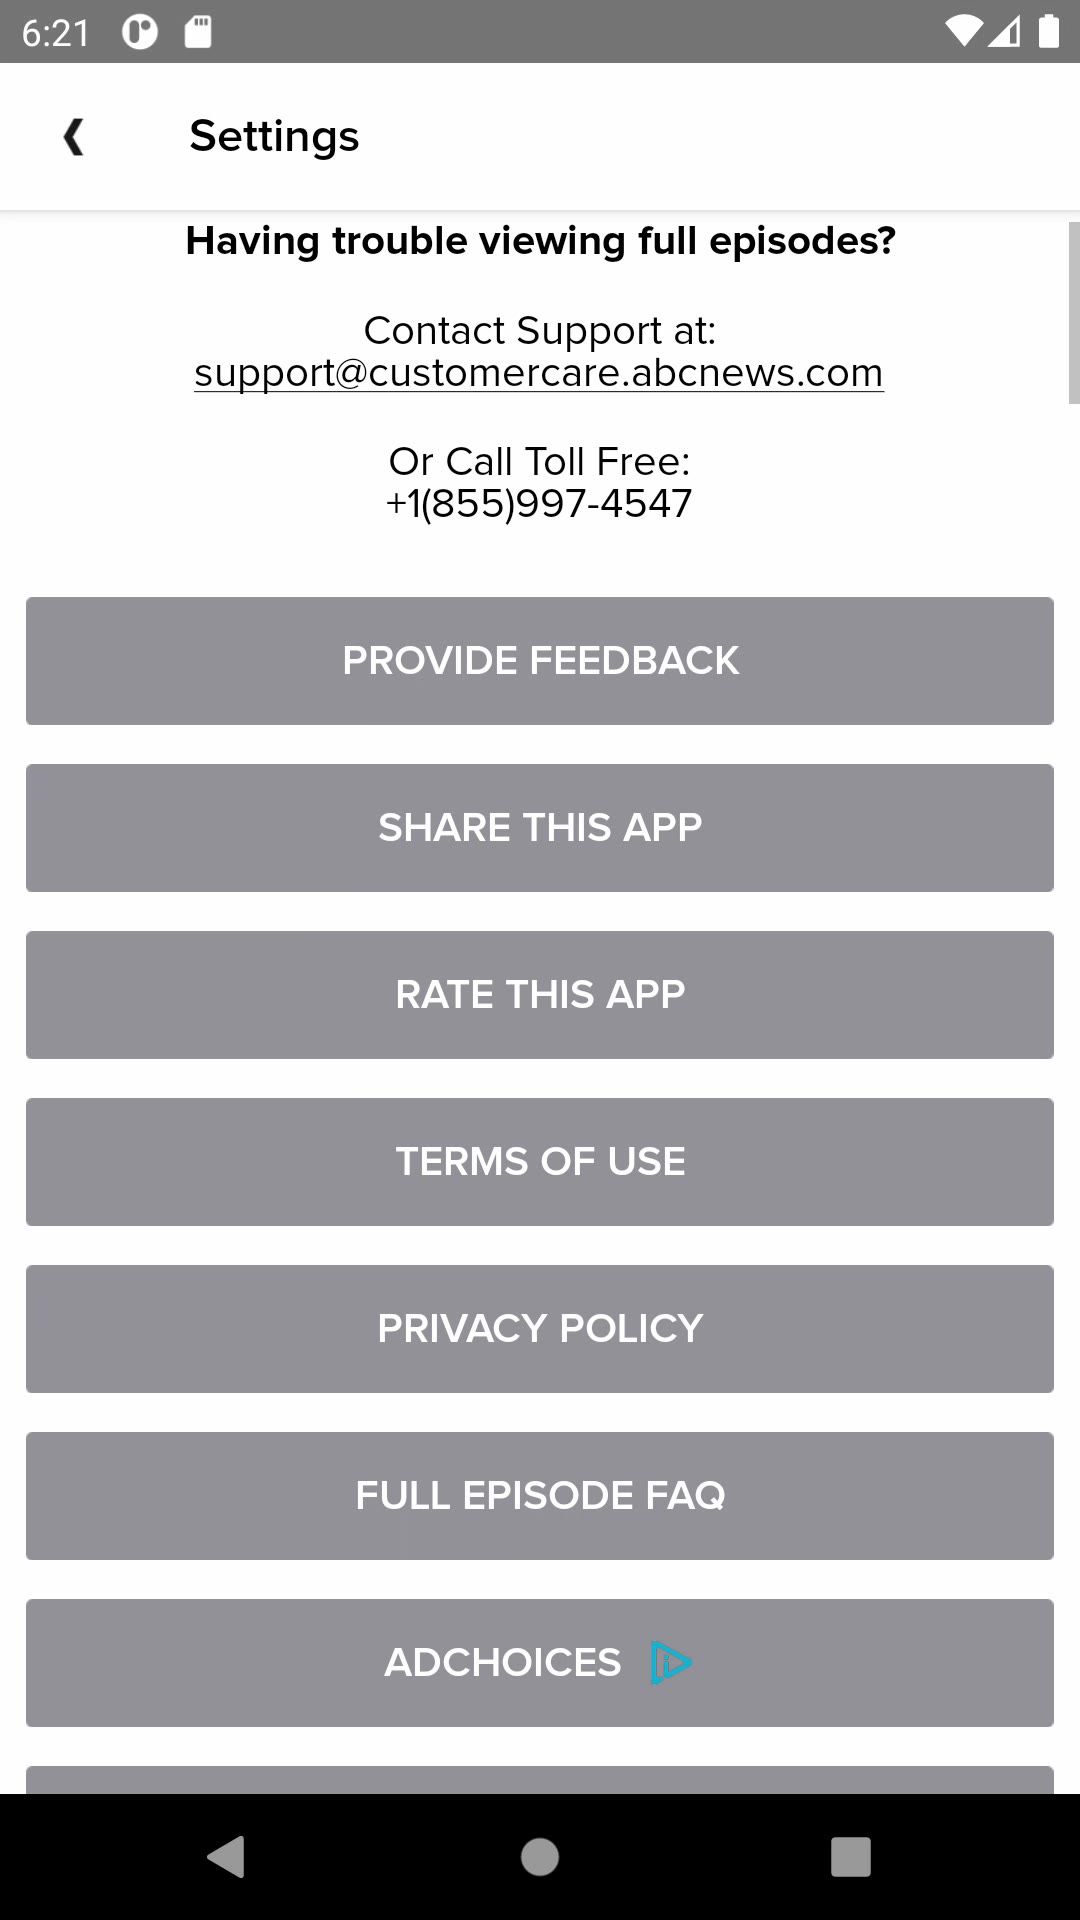 6:21
Settings
Having trouble viewing full episodes?
Contact Support at:
support@customercare.abcnews.com
Or Call Toll Free:
+1(855)997-4547
PROVIDE FEEDBACK
SHARE THIS APP
RATE THIS APP
TERMS OF USE
PRIVACY POLICY
FULL EPISODE FAQ
ADCHOICES